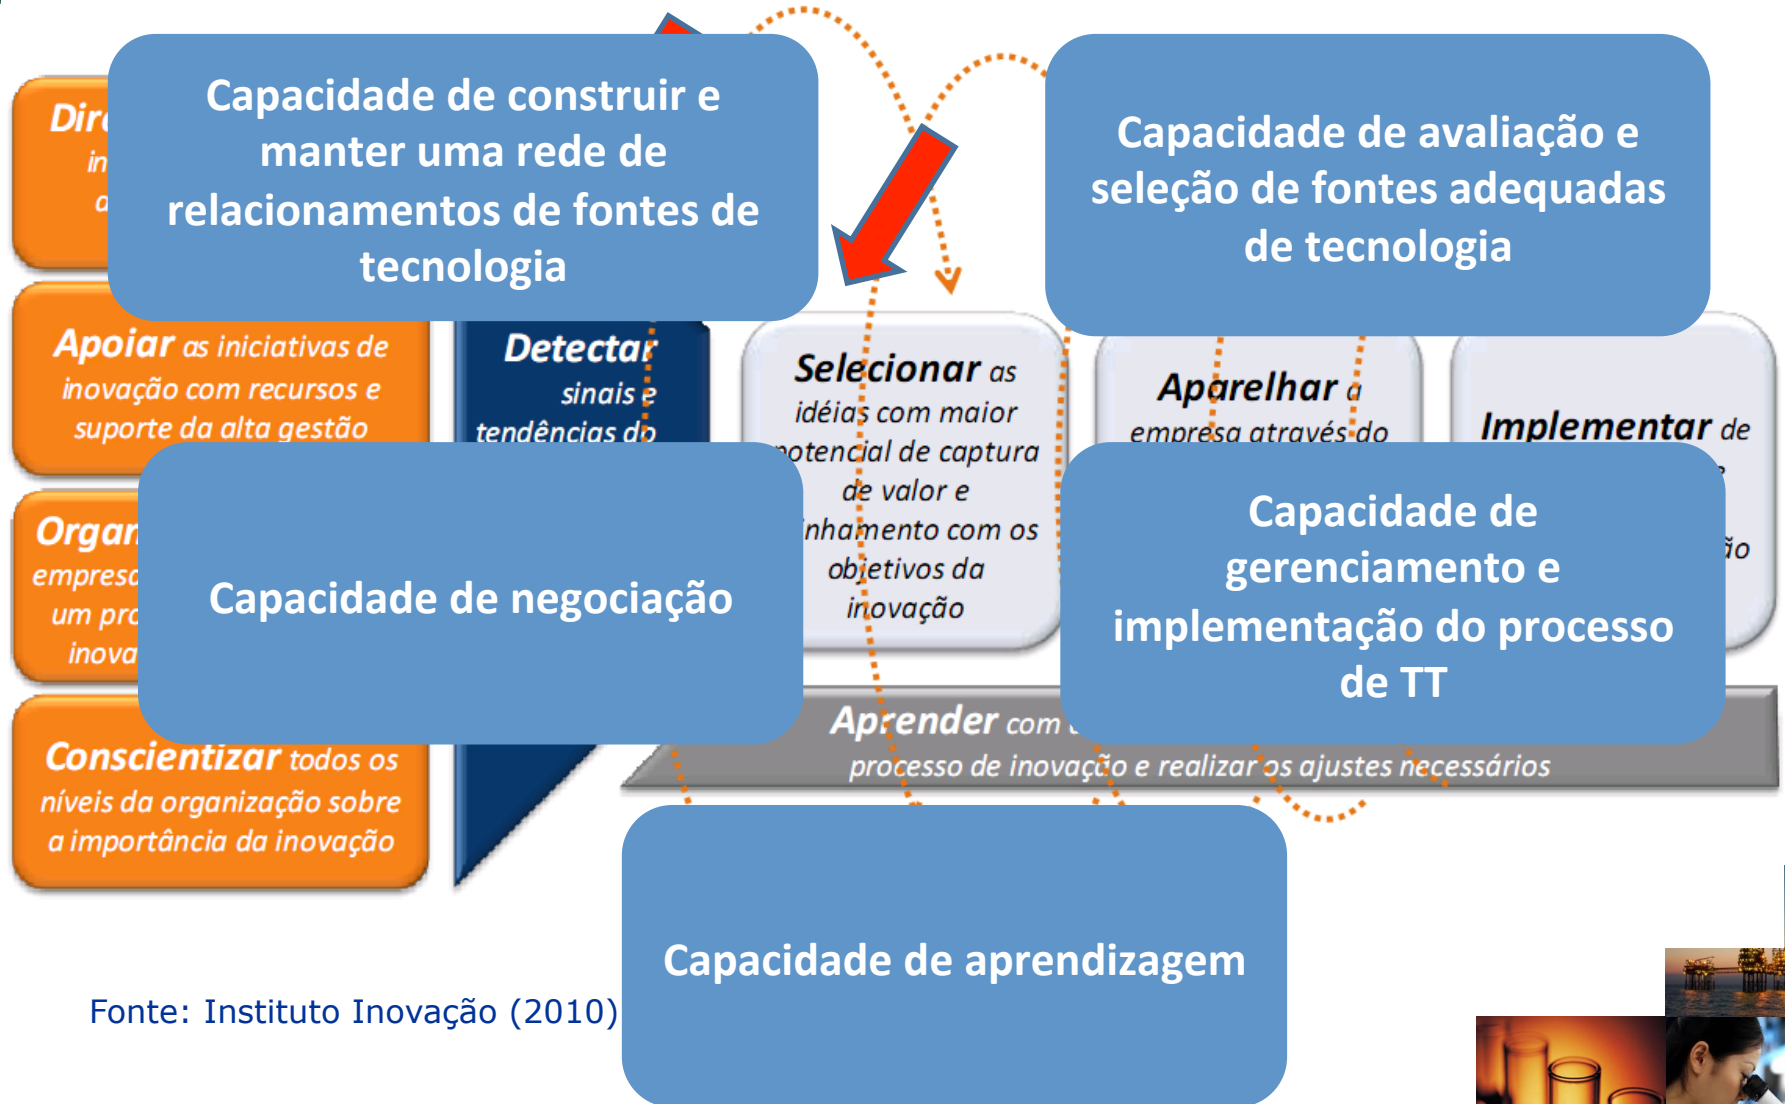 Capacidade de construir e
manter uma rede de
relacionamentos de fontes de
tecnologia
Capacidade de avaliação e
seleção de fontes adequadas
de tecnologia
Apoiar as iniciativas de
inovação com recursos e
suporte da alta gestão
empresa
Conscientizar todos os
níveis da organização sobre
a importância da inovação
Detectar
sinais e
tendências do
Selecionar as
idéias com maior
potencial de captura
de valor e
objetivos da
inovação
com os
Aparelhar a
empresa através do
Implementar de
Capacidade de negociação
Capacidade de
gerenciamento e
implementação do processo
de TT
Aprender com
processo de inovação e realizar os ajustes necessários
Capacidade de aprendizagem
Fonte: Instituto Inovação (2010)